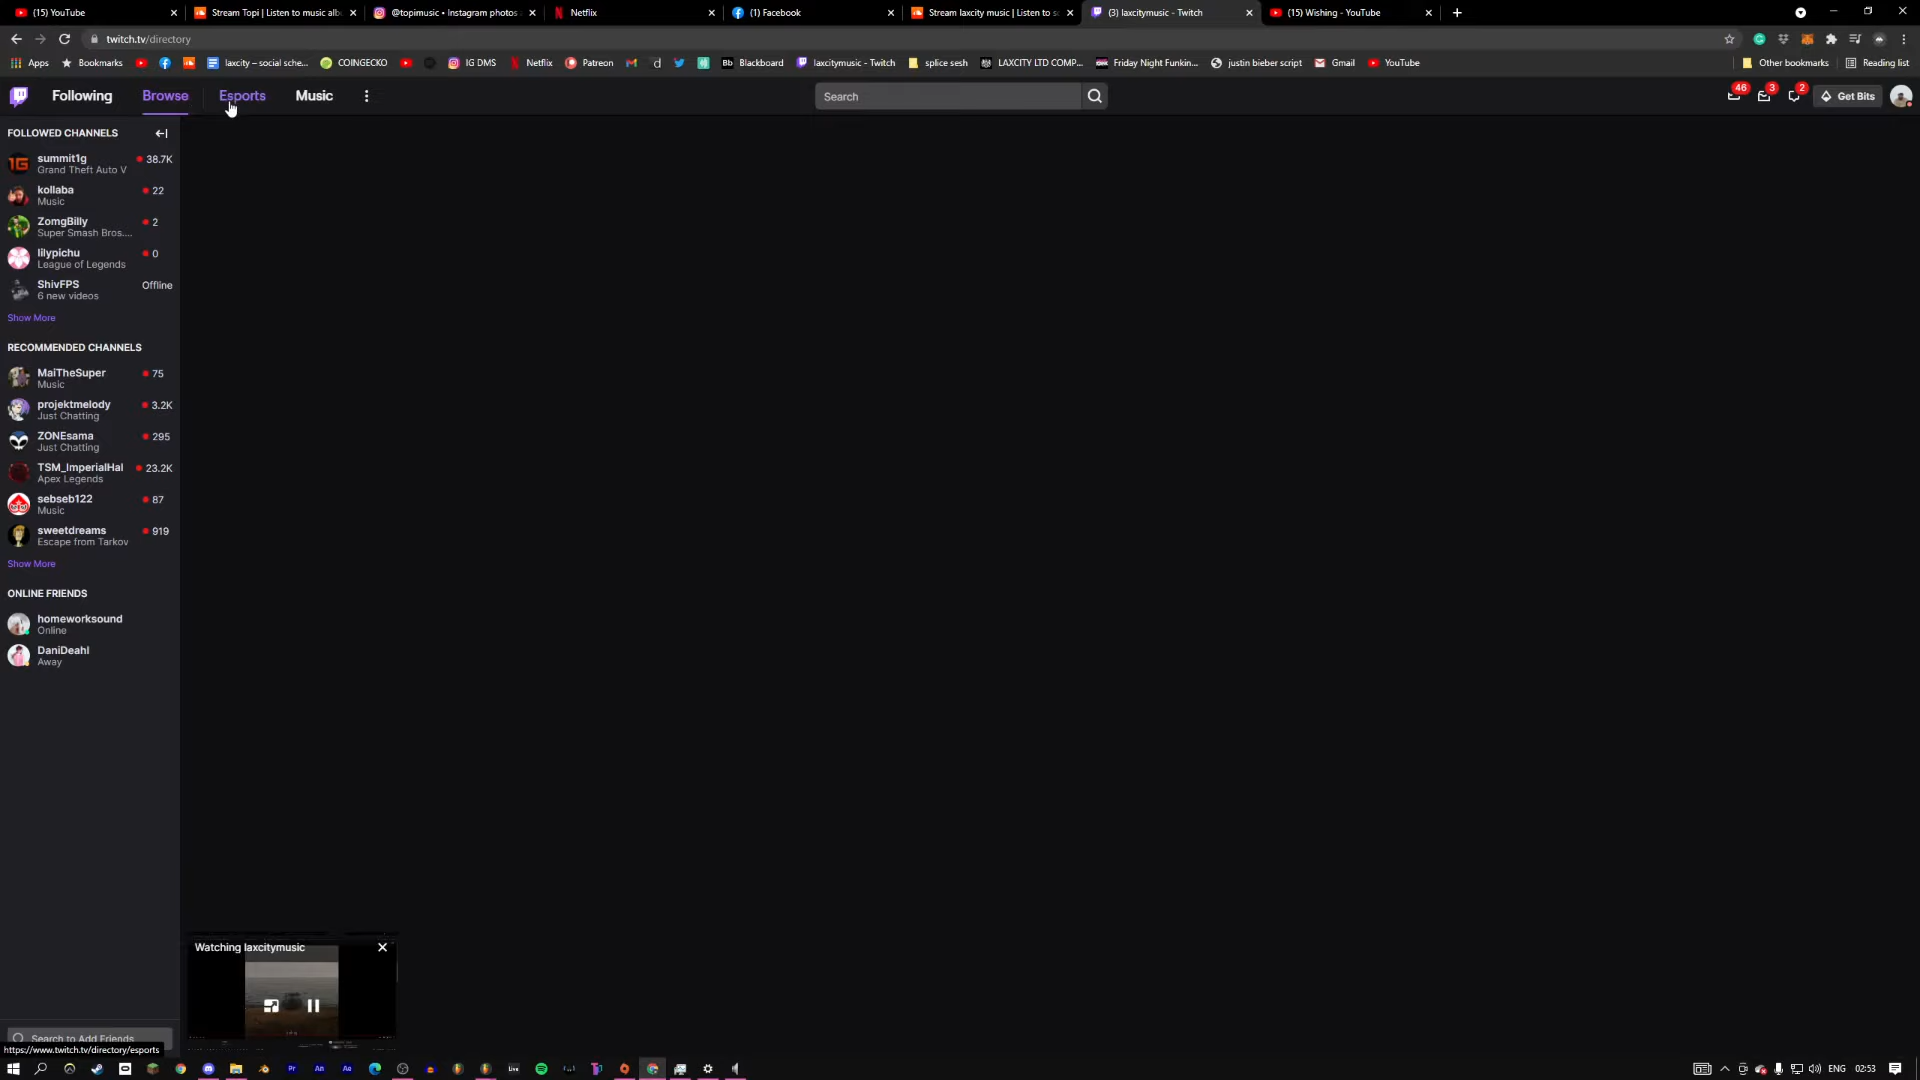 (15) YouTube
Stream Topi | Listen to music alb
@topimusic • Instagram photos
Netflix
(1) Facebook
Stream laxcity music | Listen to s
(3) laxcitymusic - Twitch
(15) Wishing - YouTube
twitch.tv/directory
Apps
Bookmarks
laxcity – social sche...
COINGECKO
IG DMS
Netflix
Patreon
Blackboard
laxcitymusic - Twitch
splice sesh
LAXCITY LTD COMP...
Friday Night Funkin...
justin bieber script
Gmail
YouTube
Other bookmarks
Reading list
Following
Browse
Esports
Music
Search
46
3
2
Get Bits
FOLLOWED CHANNELS
summit1g
38.7K
Grand Theft Auto V
kollaba
22
Music
ZomgBilly
2
Super Smash Bros....
lilypichu
0
League of Legends
ShivFPS
Offline
6 new videos
Show More
RECOMMENDED CHANNELS
MaiTheSuper
75
Music
projektmelody
3.2K
Just Chatting
ZONEsama
295
Just Chatting
TSM_ImperialHal
23.2K
Apex Legends
sebseb122
87
Music
sweetdreams
919
Escape from Tarkov
Show More
ONLINE FRIENDS
homeworksound
Online
DaniDeahl
Away
Watching laxcitymusic
Search to Add Friends
https://www.twitch.tv/directory/esports
Pr
An
Ae
Live
ENG
02:53